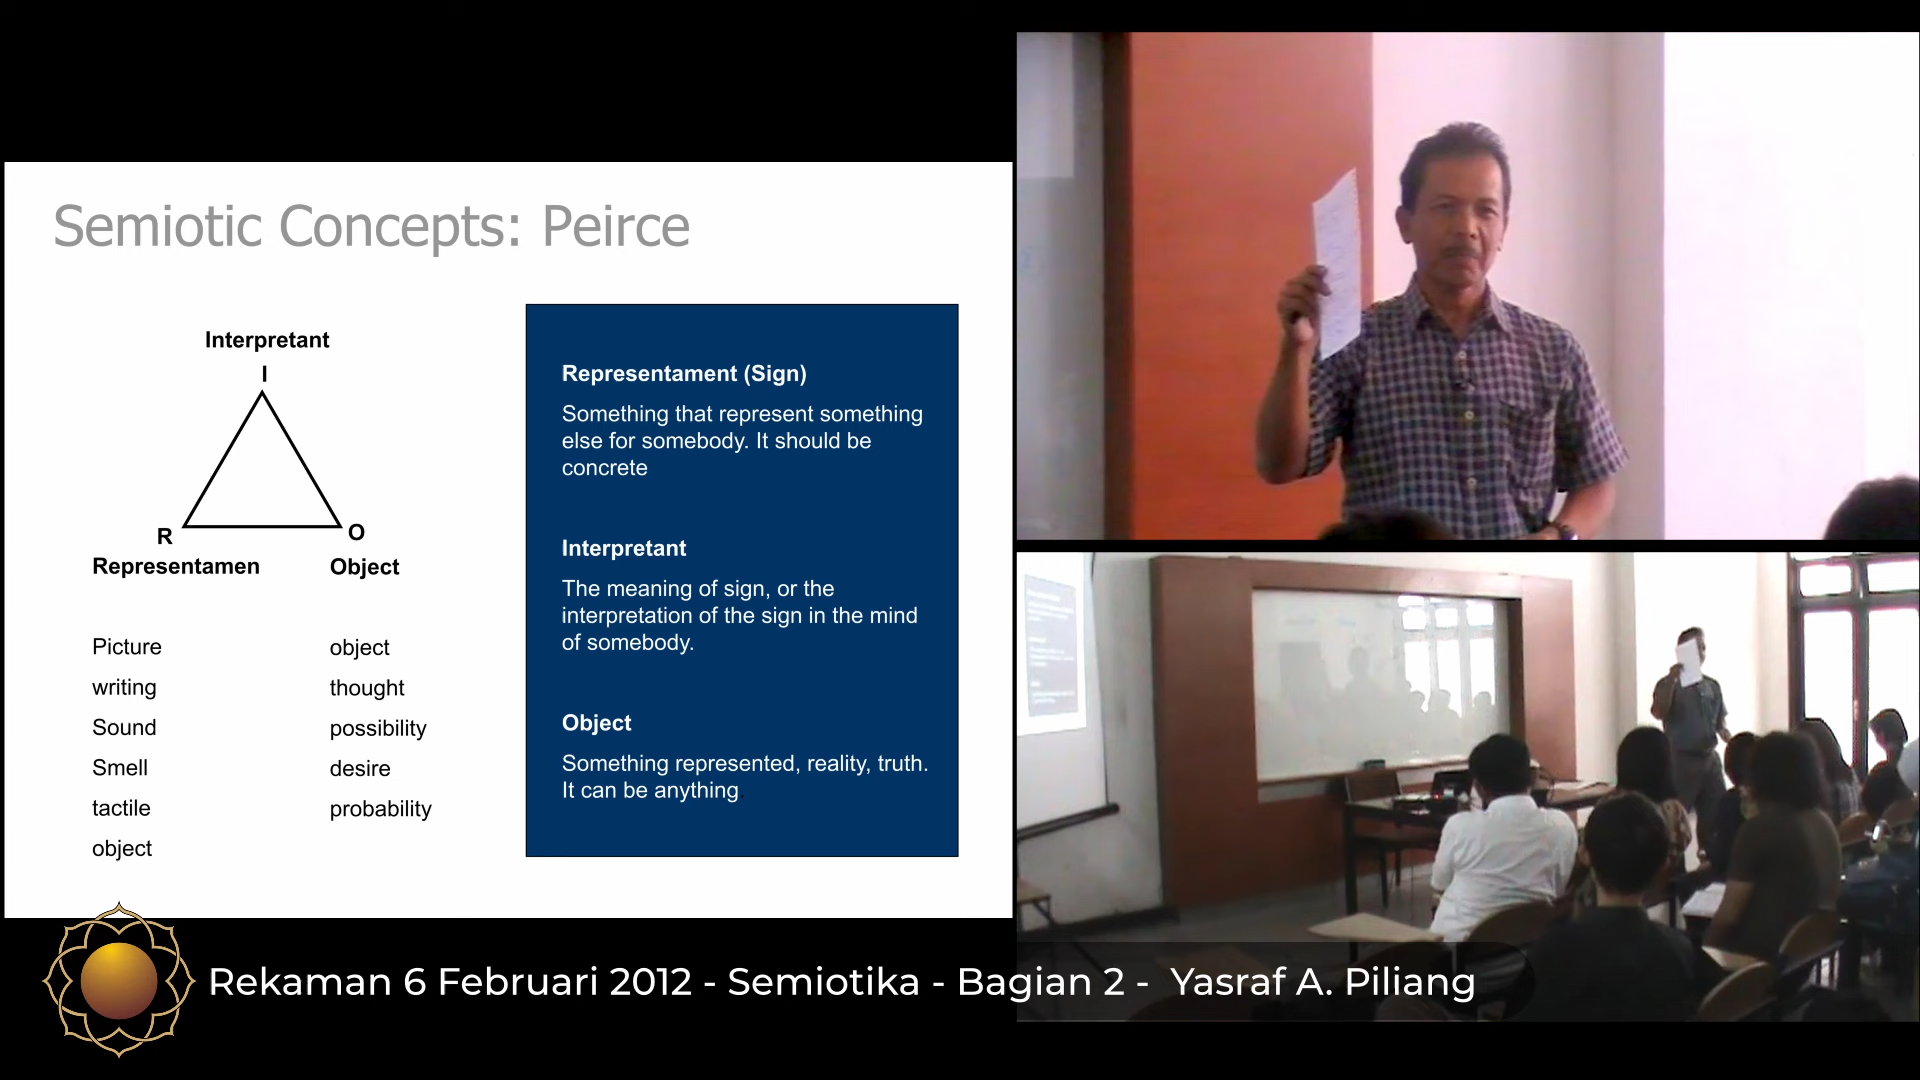 Semiotic Concepts: Peirce
Interpretant
I
R
O
Representamen
Object
Picture
object
writing
thought
Sound
possibility
Smell
desire
tactile
probability
object
Representament (Sign)
Something that represent something
else for somebody. It should be
concrete
Interpretant
The meaning of sign, or the
interpretation of the sign in the mind
of somebody.
Object
Something represented, reality, truth.
It can be anything.
Rekaman 6 Februari 2012 - Semiotika - Bagian 2 - Yasraf A. Piliang